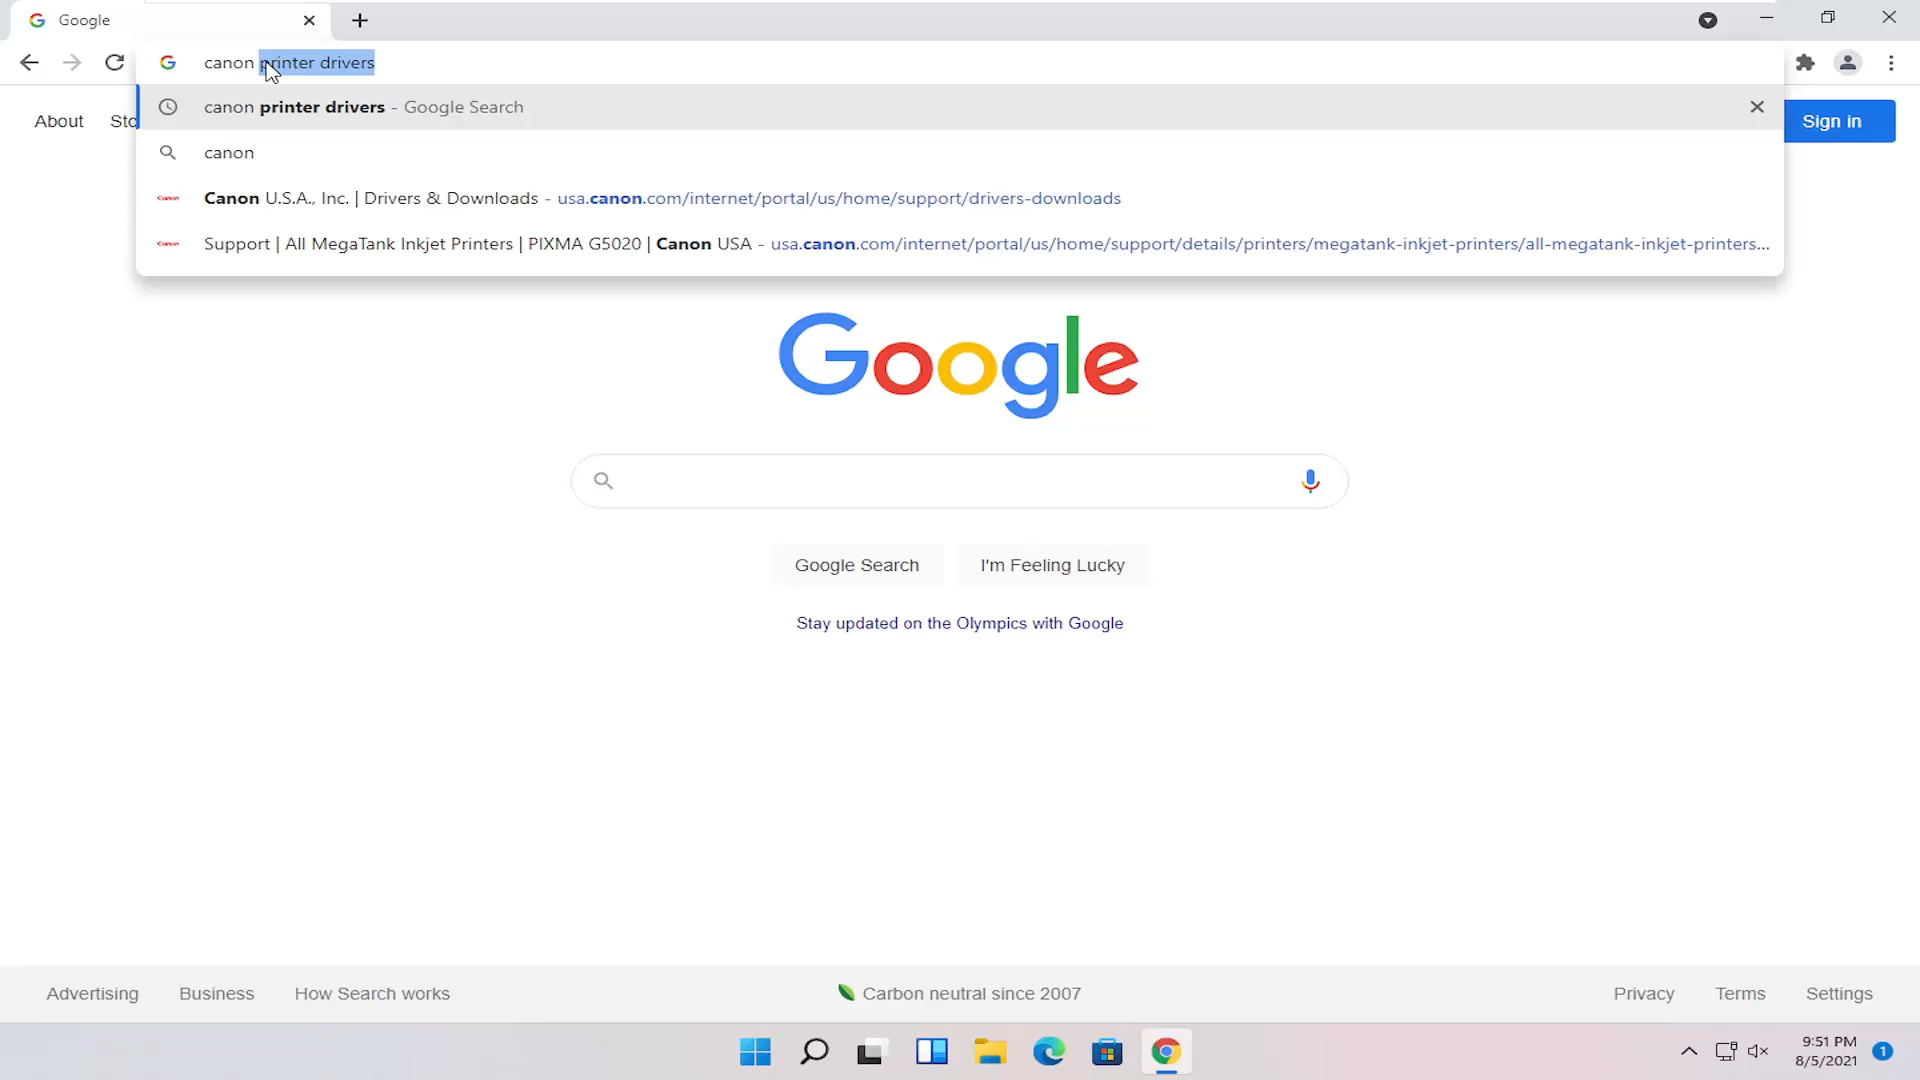 Google
canon printer drivers
canon printer drivers - Google Search
canon
Canon Canon U.S.A., Inc. | Drivers & Downloads - usa.canon.com/internet/portal/us/home/support/drivers-downloads
Canon Support | All MegaTank Inkjet Printers | PIXMA G5020 | Canon USA - usa.canon.com/internet/portal/us/home/support/details/printers/megatank-inkjet-printers/all-megatank-inkjet-printers...
About Sto
Sign in
Google
Google Search I'm Feeling Lucky
Stay updated on the Olympics with Google
Advertising Business How Search works Carbon neutral since 2007 Privacy Terms Settings
9:51 PM
8/5/2021
1